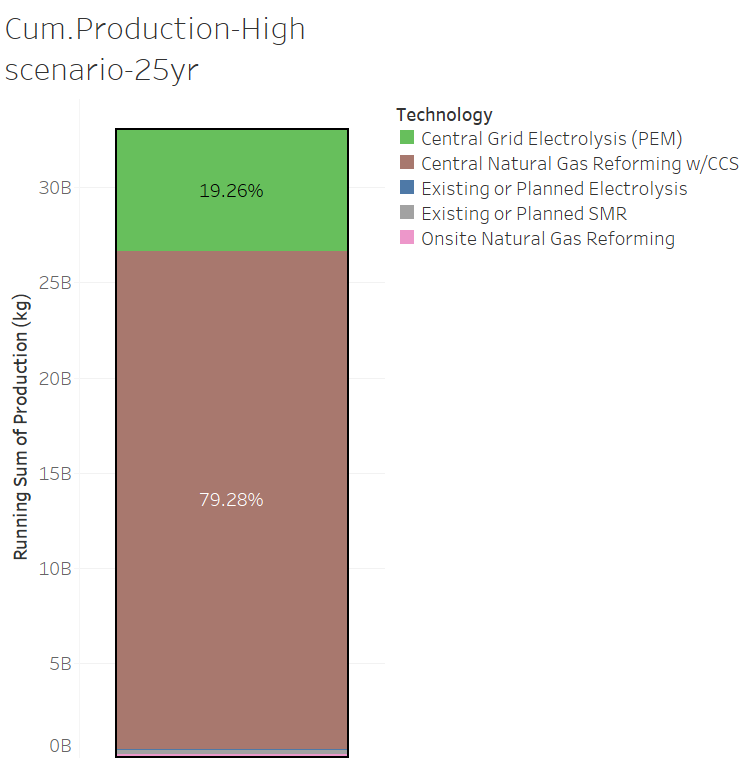 Cum.Production-High
scenario-25yr
Technology
Central Grid Electrolysis (PEM)
Central Natural Gas Reforming w/CCS
Existing or Planned Electrolysis
Existing or Planned SMR
Onsite Natural Gas Reforming
Running Sum of Production (kg)
30B
25B
20B
15B
10B
5B
0B
19.26%
79.28%